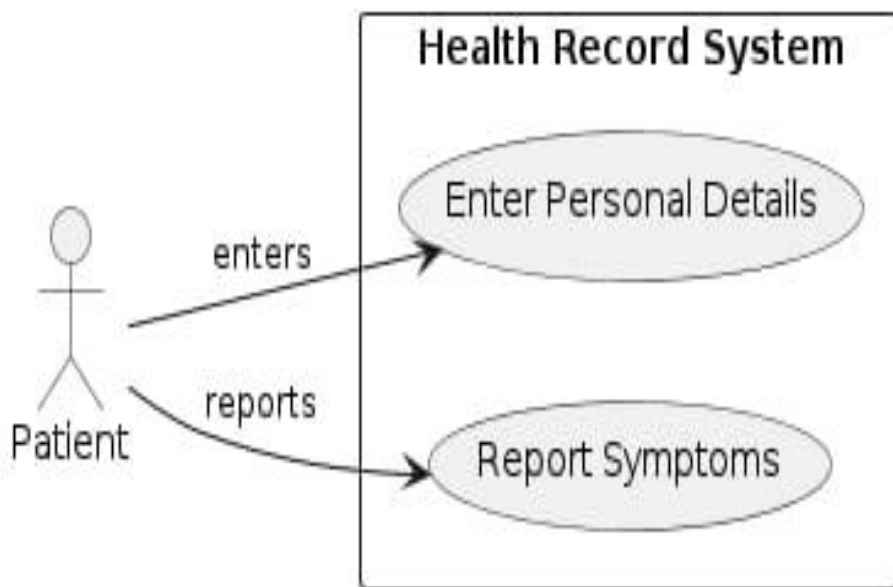 Health Record System
Enter Personal Details
enters
reports
Patient
Report Symptoms